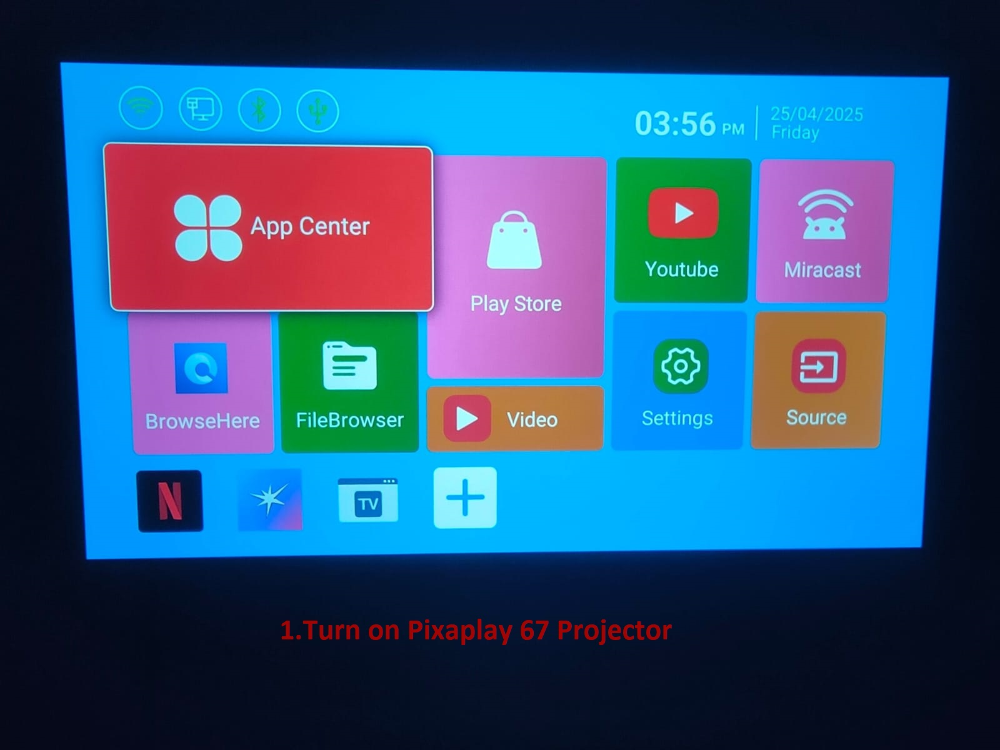 03:56 PM
25/04/2025
Friday
App Center
Play Store
Youtube
Miracast
BrowseHere
FileBrowser
Video
Settings
Source
N
TV
1.Turn on Pixaplay 67 Projector